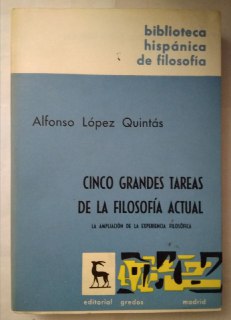 biblioteca
hispánica
de filosofía
Alfonso López Quintás
CINCO GRANDES TAREAS
DE LA FILOSOFÍA ACTUAL
LA AMPLIACIÓN DE LA EXPERIENCIA FILOSÓFICA
editorial gredos madrid